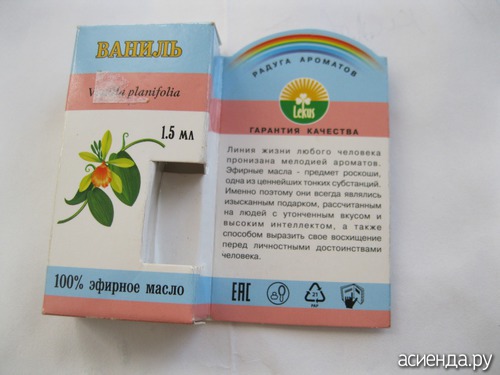 ВАНИЛЬ
planifolia
1.5 мл
100% эфирное масло
РАДУГА АРОМАТОВ
Lekus
ГАРАНТИЯ КАЧЕСТВА
Линия жизни любого человека
пронизана мелодией ароматов.
Эфирные масла - предмет роскоши,
одна из ценнейших тонких субстанций.
Именно поэтому они всегда являлись
изысканным подарком, рассчитанным
на людей с утонченным вкусом и
высоким интеллектом, а также
способом выразить свое восхищение
перед личностными достоинствами
человека.
EAC
21
PAP
асиенда.ру